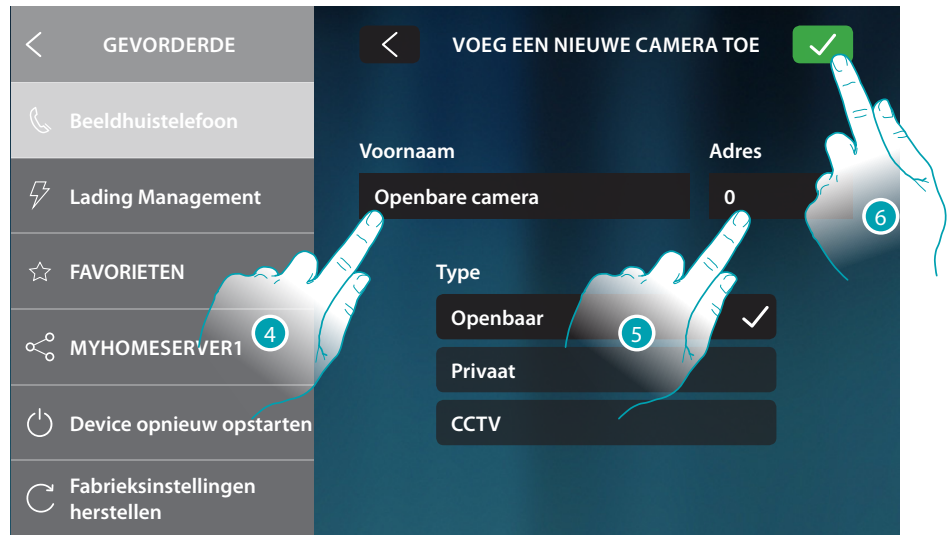 GEVORDERDE
Beeldhuistelefoon
Lading Management
FAVORIETEN
MYHOMESERVER1
Device opnieuw opstarten
Fabrieksinstellingen
herstellen
VOEG EEN NIEUWE CAMERA TOE
Voornaam
Adres
Openbare camera
0
Type
Openbaar
Privaat
CCTV
4
5
6